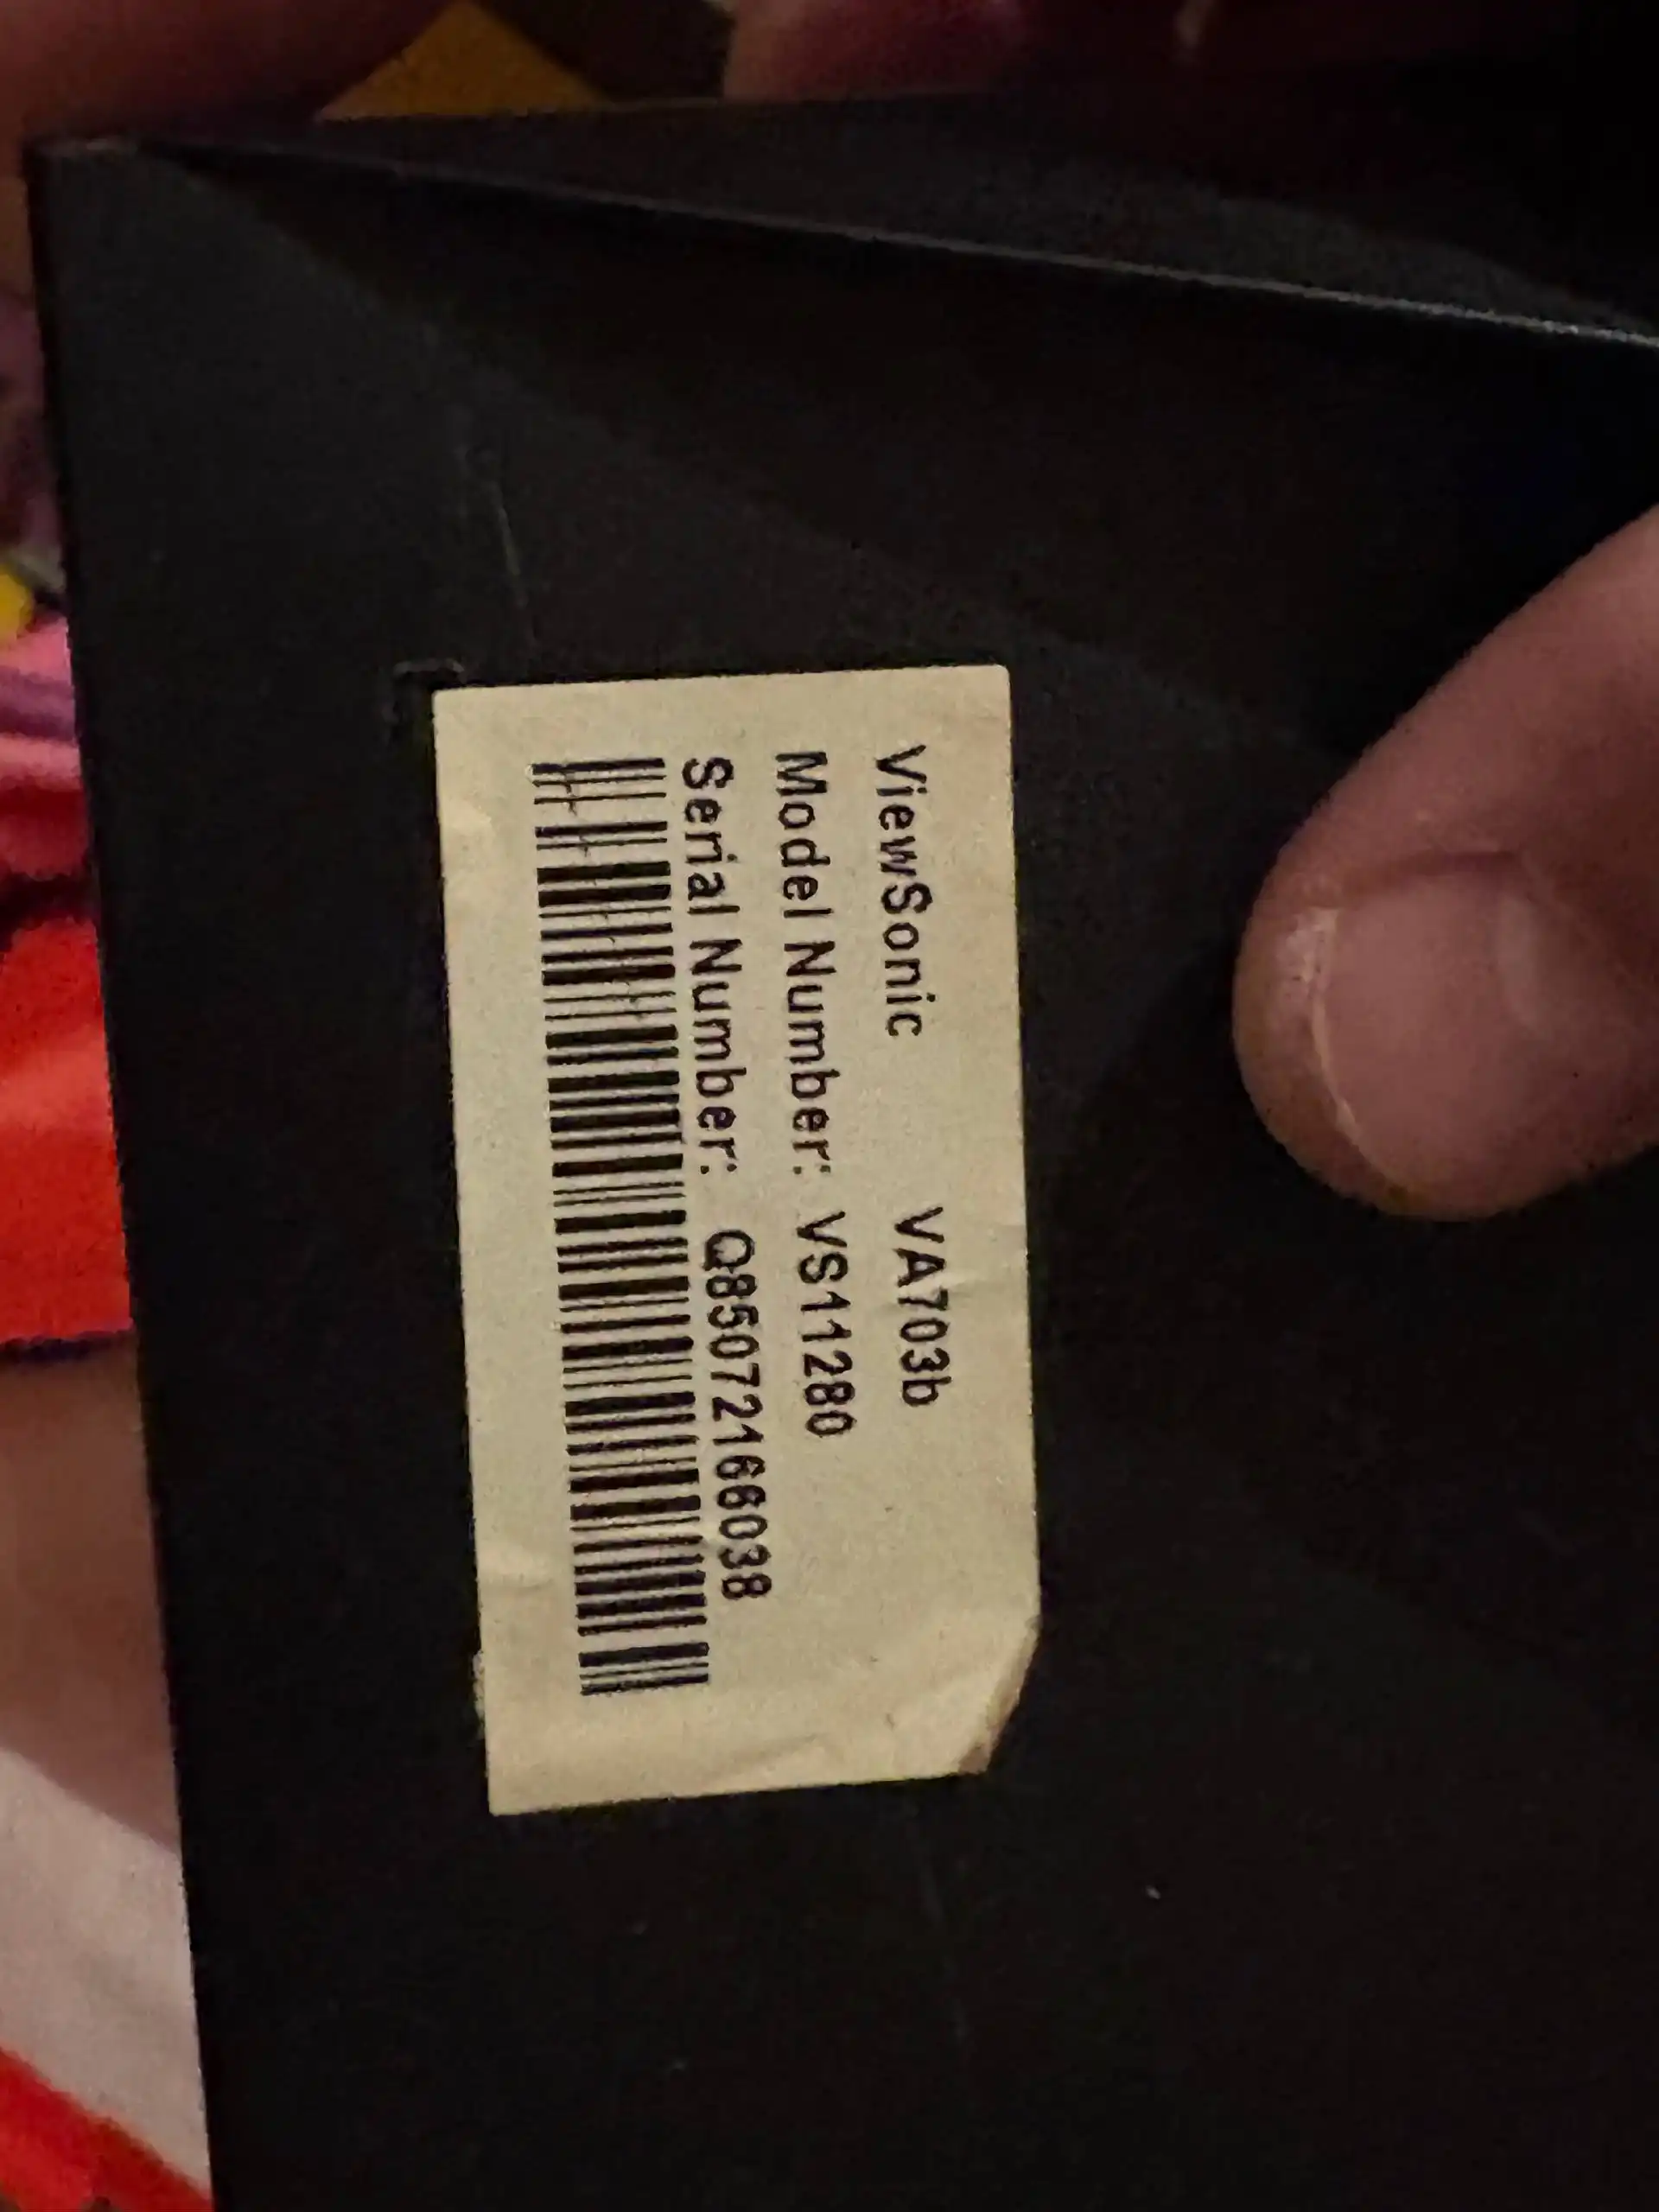 ViewSonic VA703b
Model Number: VS11280
Serial Number: Q85072166038